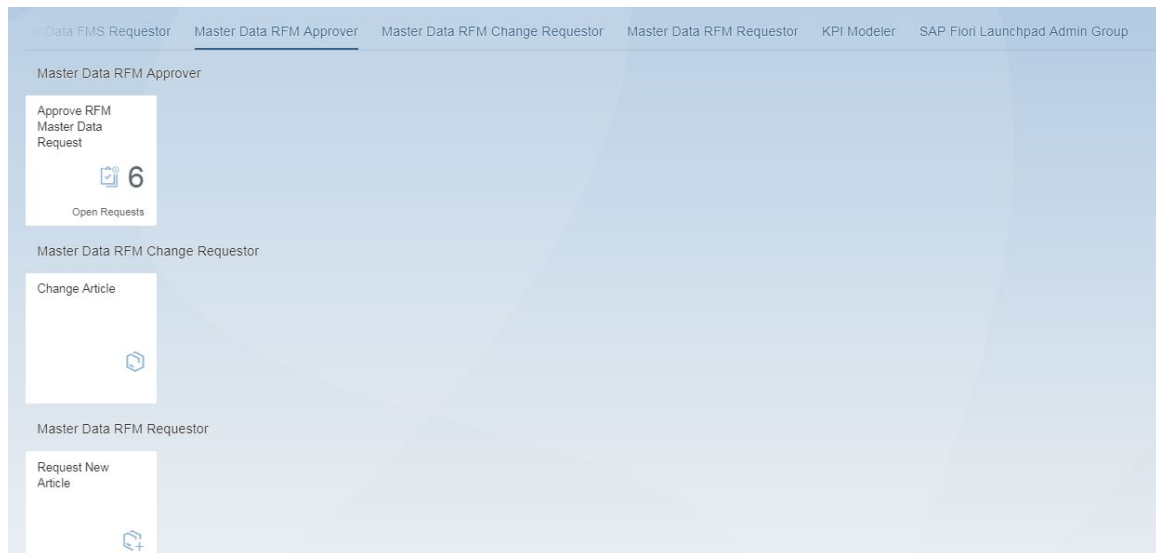 Data FMS Requestor Master Data RFM Approver Master Data RFM Change Requestor Master Data RFM Requestor KPI Modeler SAP Fiori Launchpad Admin Group
Master Data RFM Approver
Approve RFM
Master Data
Request
6
Open Requests
Master Data RFM Change Requestor
Change Article
Master Data RFM Requestor
Request New
Article